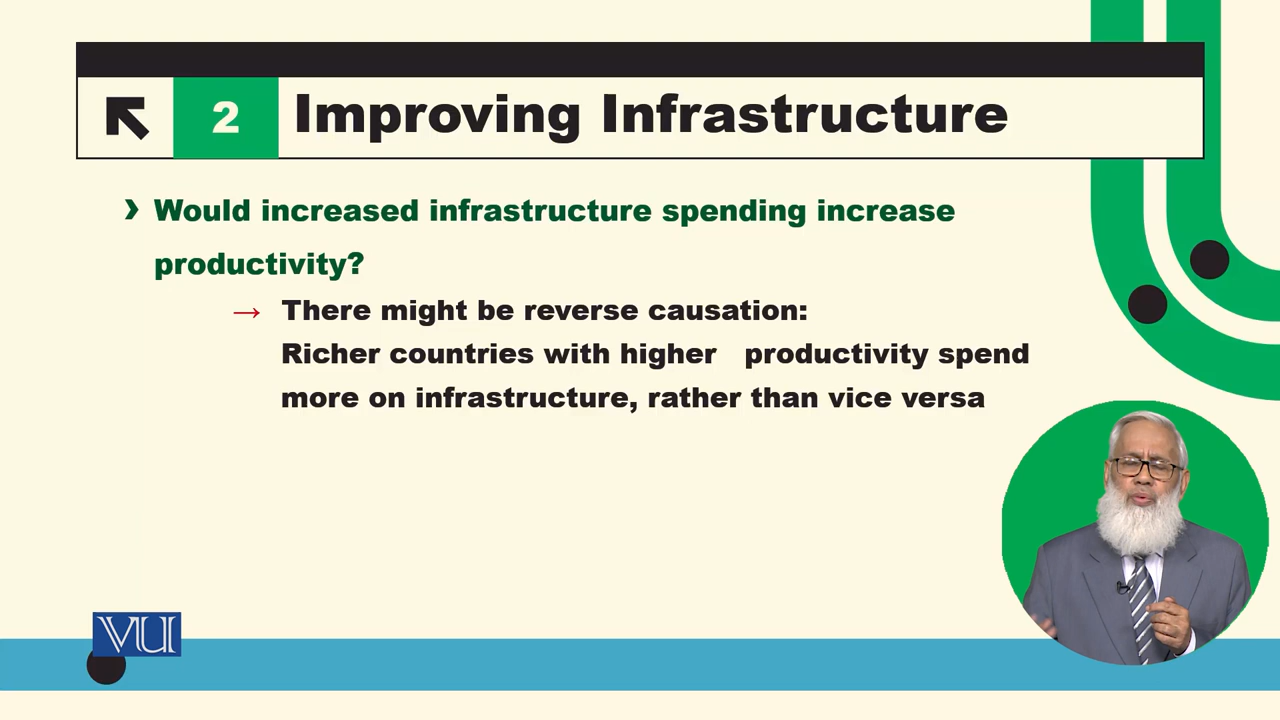 2 Improving Infrastructure
› Would increased infrastructure spending increase
productivity?
→ There might be reverse causation:
Richer countries with higher productivity spend
more on infrastructure, rather than vice versa
VU